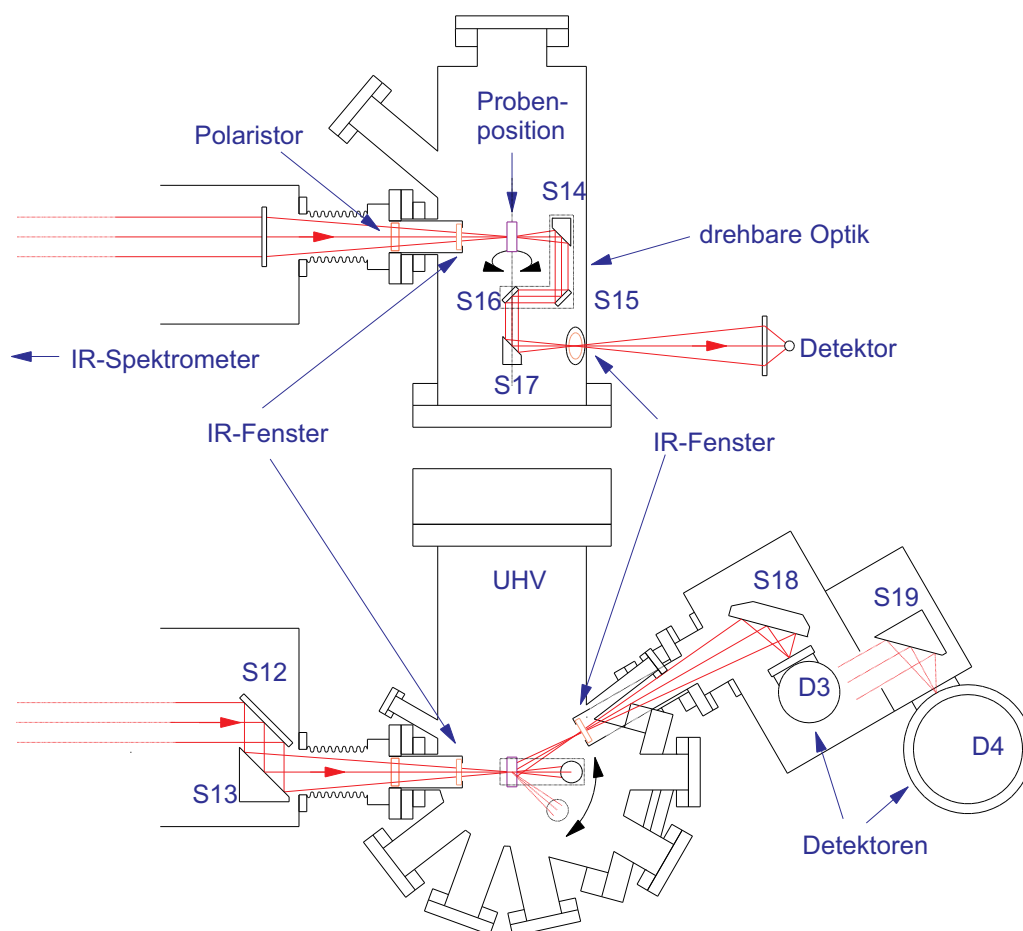 Proben-
position
Polaristor
S14
drehbare Optik
S16
S15
IR-Spektrometer
Detektor
S17
IR-Fenster
IR-Fenster
UHV
S18
S19
S12
D3
D4
S13
Detektoren